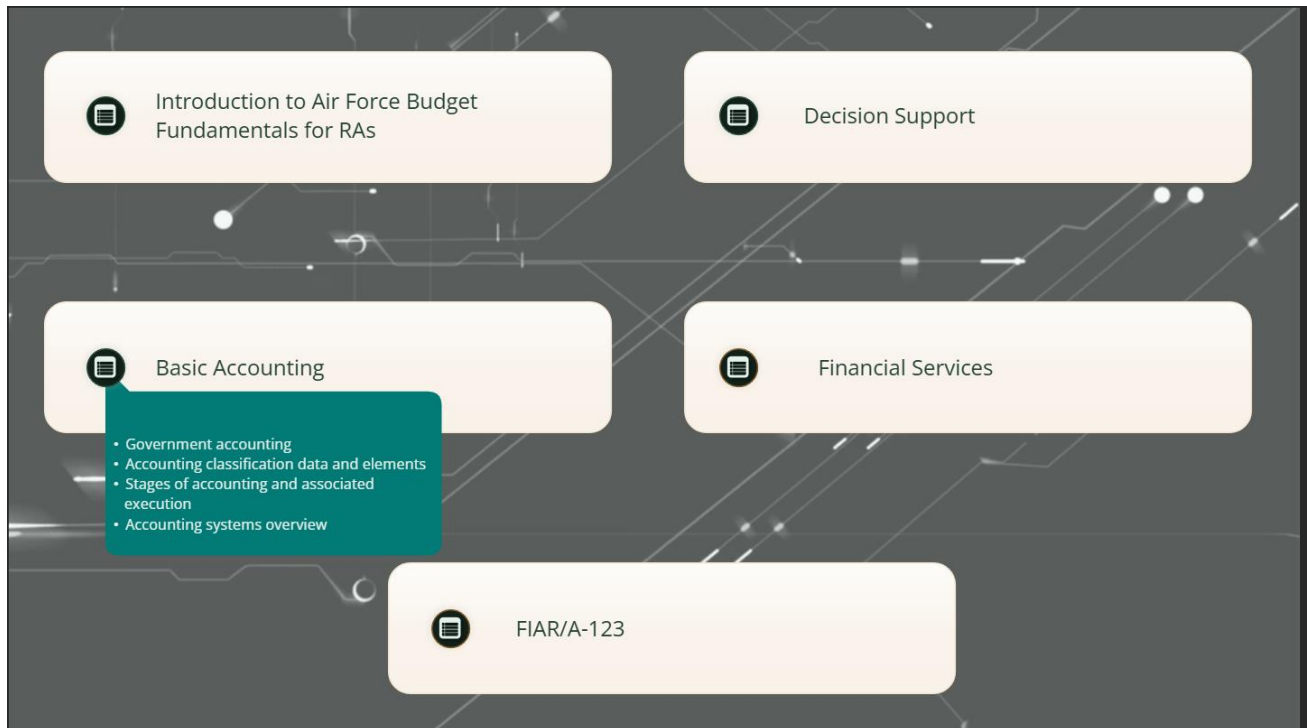 Introduction to Air Force Budget
Fundamentals for RAs
Decision Support
Basic Accounting
• Government accounting
• Accounting classification data and elements
• Stages of accounting and associated
execution
• Accounting systems overview
Financial Services
FIAR/A-123